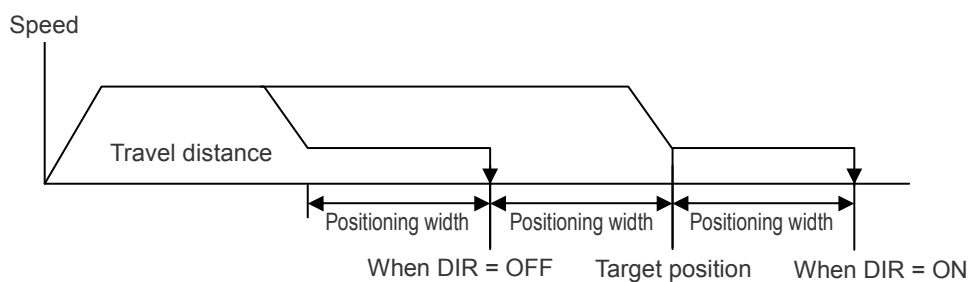 Speed
Travel distance
Positioning width Positioning width Positioning width
When DIR = OFF Target position When DIR = ON